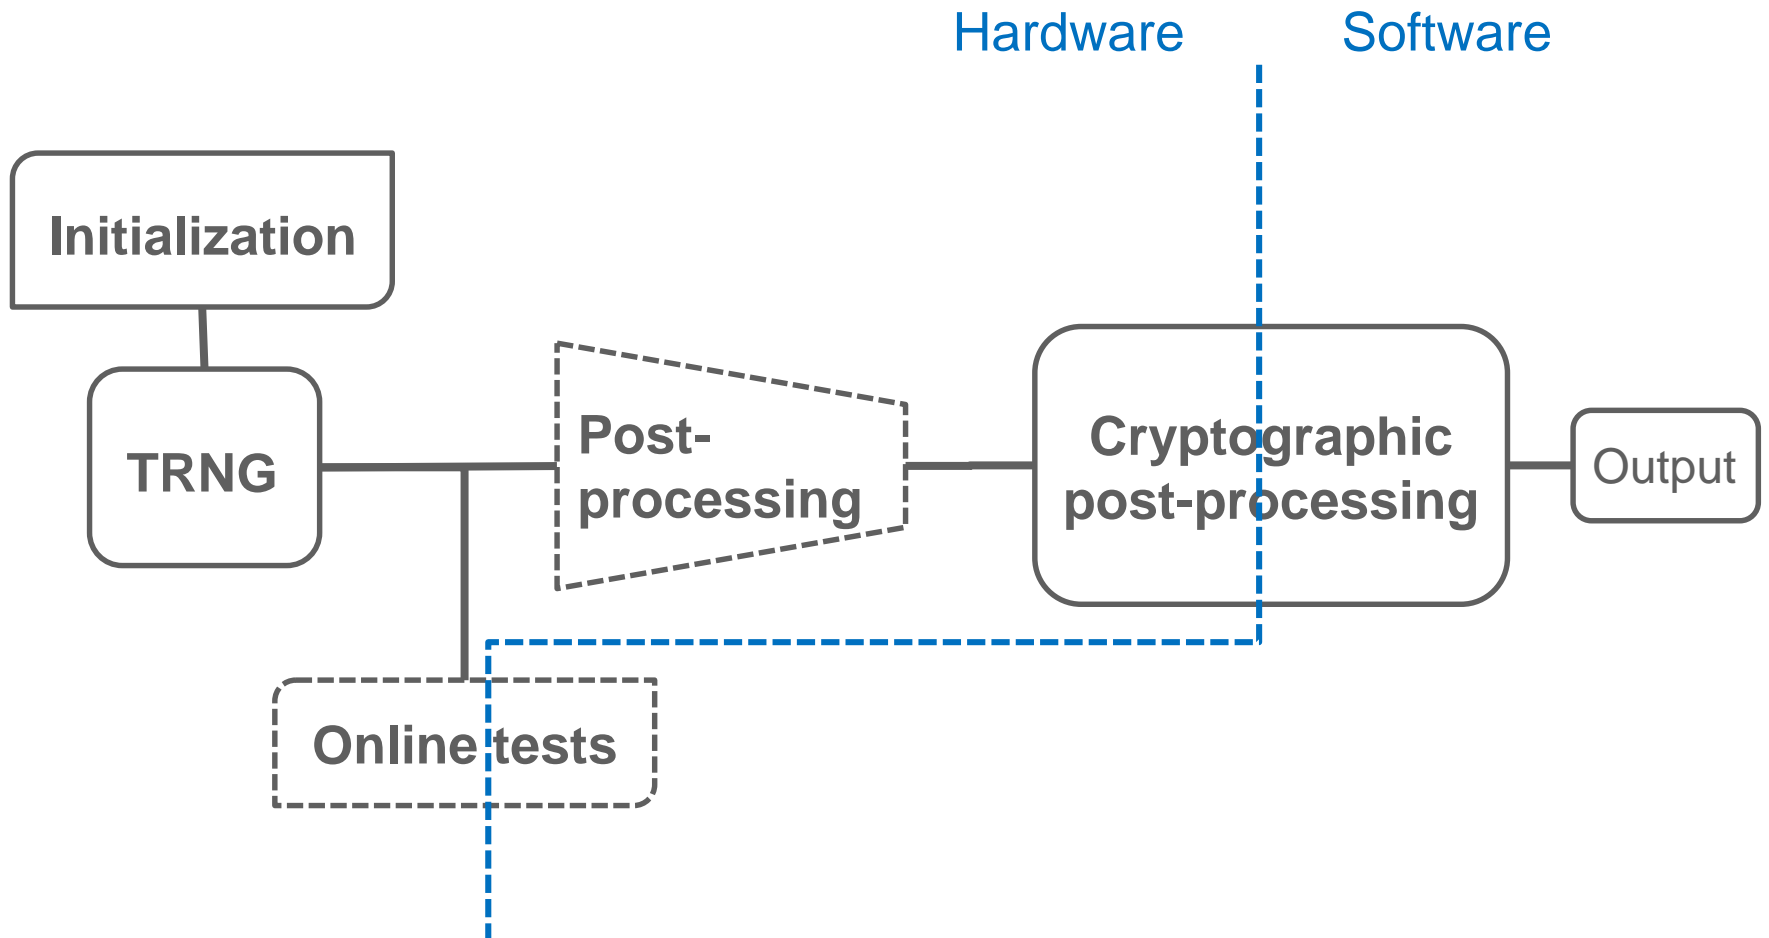 Hardware
Software
Initialization
TRNG
Post-
processing
Cryptographic
post-processing
Output
Online tests